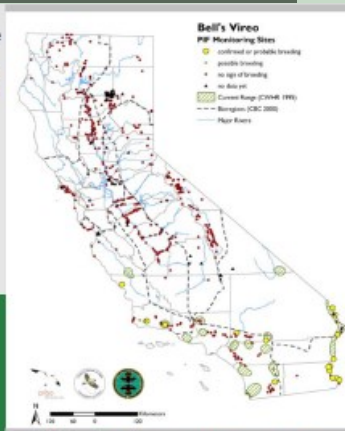 Bell's Vireo
PIF Monitoring Sites
confirmed or probable breeding
possible breeding
no sign of breeding
no data yet
Current Range (CWHR 1995)
Bioregions (CBC 2000)
Major Rivers
N
Kilometers